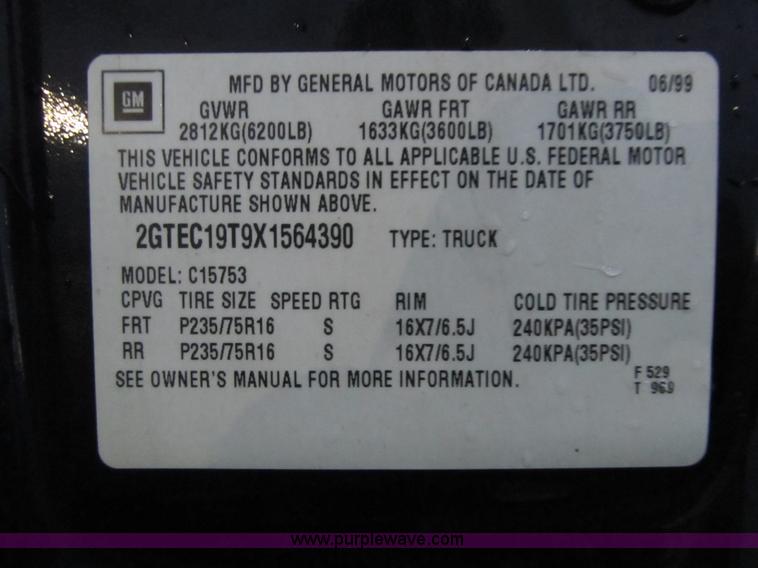 GM
MFD BY GENERAL MOTORS OF CANADA LTD. 06/99
GVWR GAWR FRT GAWR RR
2812KG(6200LB) 1633KG(3600LB) 1701KG(3750LB)
THIS VEHICLE CONFORMS TO ALL APPLICABLE U.S. FEDERAL MOTOR
VEHICLE SAFETY STANDARDS IN EFFECT ON THE DATE OF
MANUFACTURE SHOWN ABOVE.
2GTEC19T9X1564390 TYPE: TRUCK
MODEL: C15753
CPVG TIRE SIZE SPEED RTG RIM COLD TIRE PRESSURE
FRT P235/75R16 S 16X7/6.5J 240KPA(35PSI)
RR P235/75R16 S 16X7/6.5J 240KPA(35PSI)
SEE OWNER'S MANUAL FOR MORE INFORMATION. F 529
T 969
www.purplewave.com